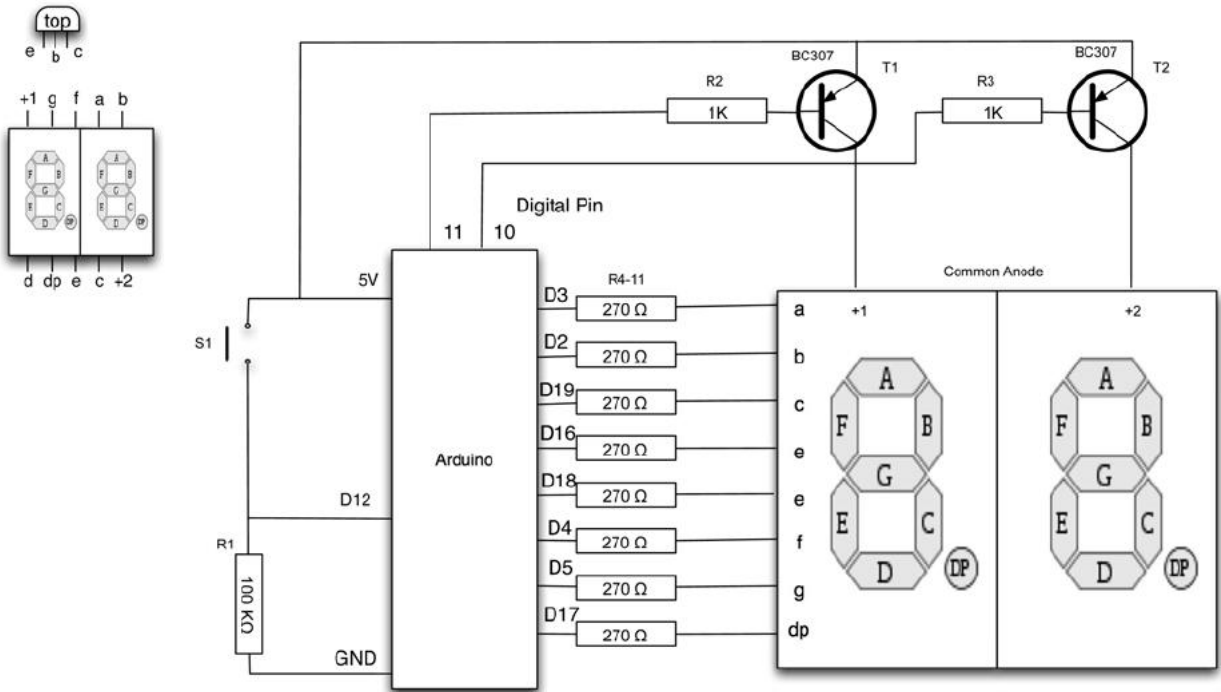 top
e b c
+1 g f a b
A
F B
G
E C
D DP
A
F B
G
E C
D DP
d dp e c +2
BC307
T1
R2
1K
BC307
T2
R3
1K
Digital Pin
11 10
5V
S1
D12
R1
100 KΩ
GND
Arduino
R4-11
D3 270 Ω a
D2 270 Ω b
D19 270 Ω c
D16 270 Ω e
D18 270 Ω e
D4 270 Ω f
D5 270 Ω g
D17 270 Ω dp
Common Anode
+1 +2
A
F B
G
E C
D DP
A
F B
G
E C
D DP